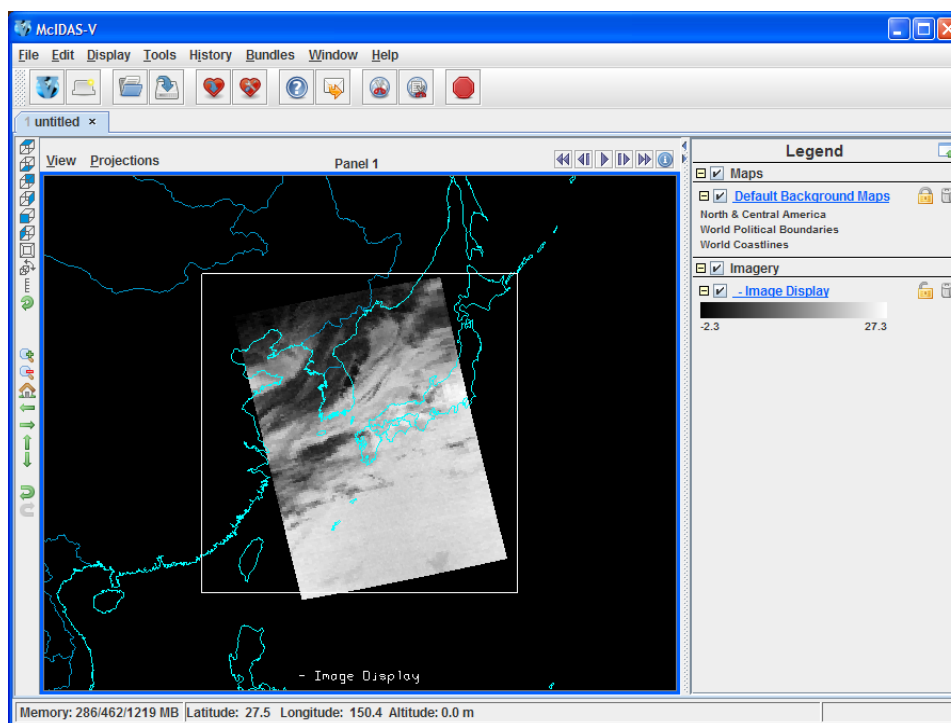 McIDAS-V
File Edit Display Tools History Bundles Window Help
1 untitled ×
View Projections Panel 1
Legend
Maps
Default Background Maps
North & Central America
World Political Boundaries
World Coastlines
Imagery
- Image Display
-2.3 27.3
- Image Display
Memory: 286/462/1219 MB Latitude: 27.5 Longitude: 150.4 Altitude: 0.0 m